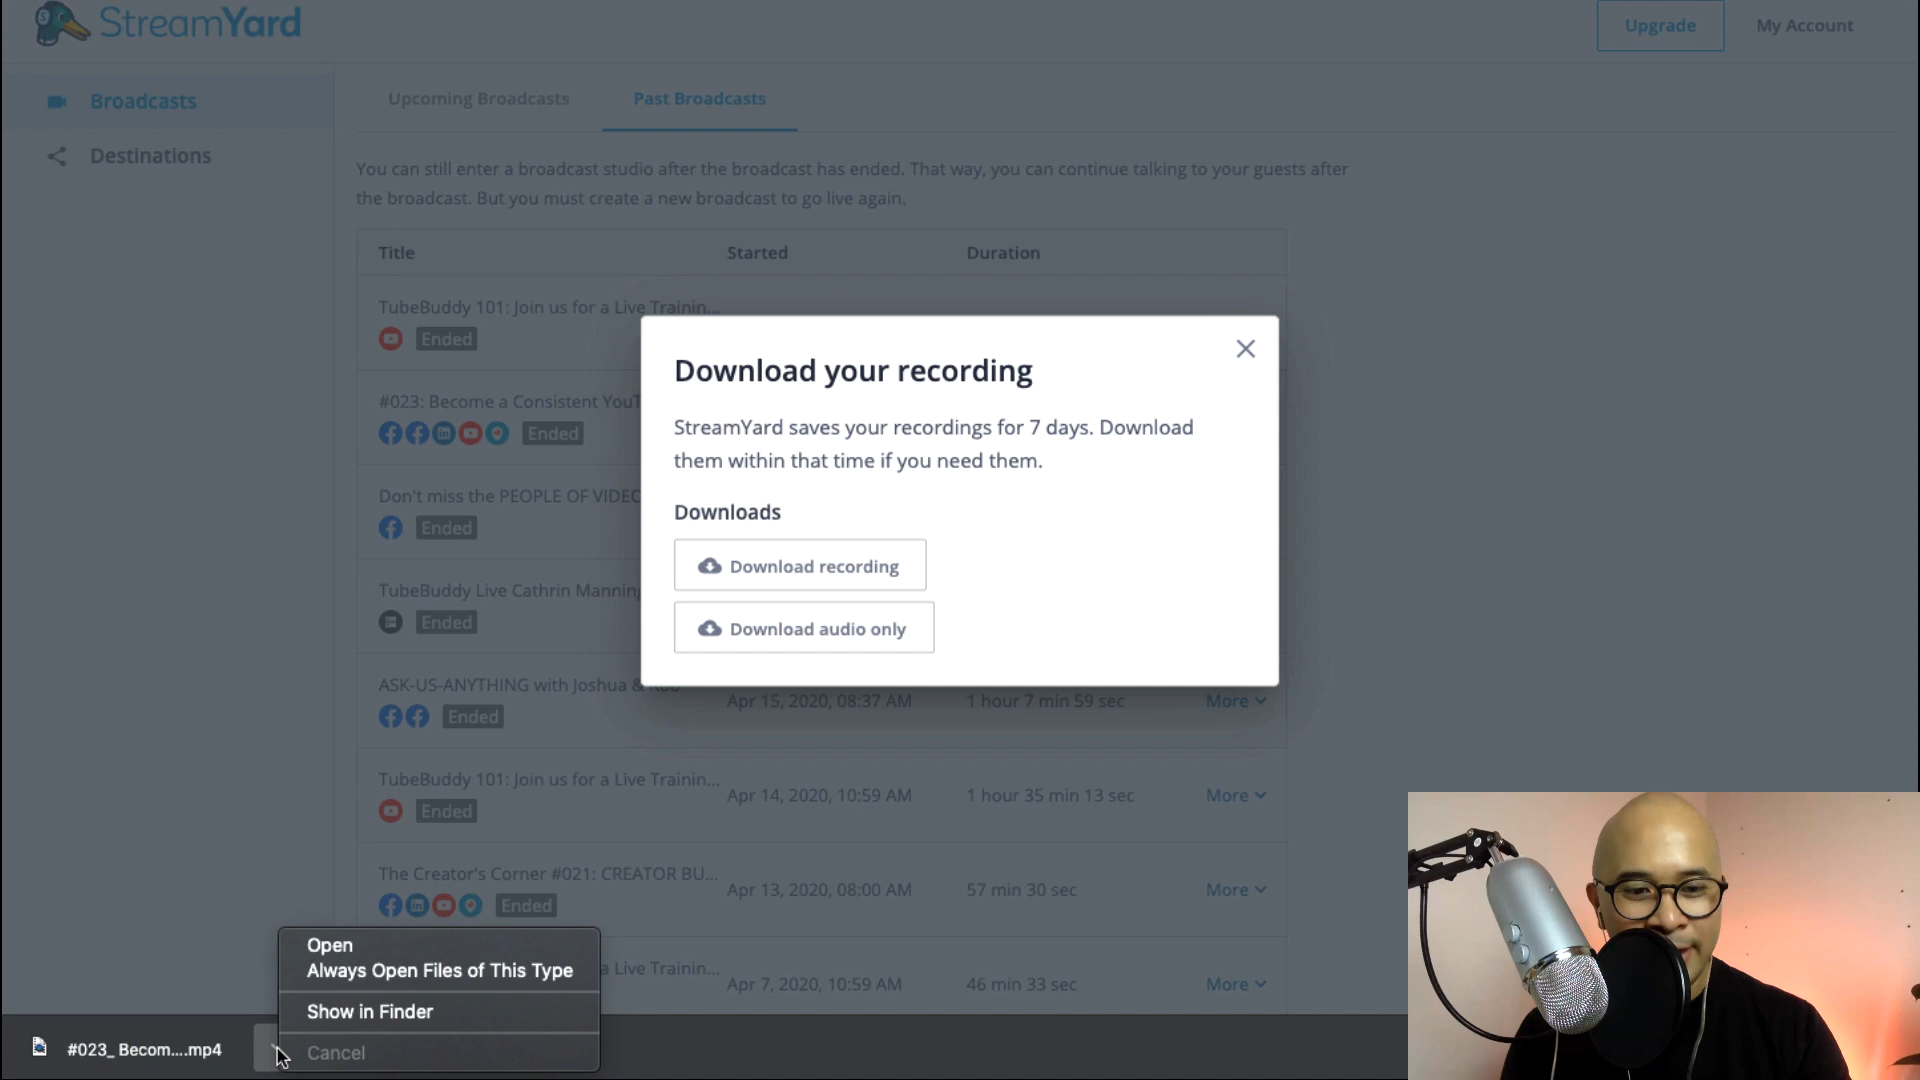 StreamYard
Upgrade
My Account
Broadcasts
Destinations
Upcoming Broadcasts
Past Broadcasts
You can still enter a broadcast studio after the broadcast has ended. That way, you can continue talking to your guests after
the broadcast. But you must create a new broadcast to go live again.
Title
Started
Duration
TubeBuddy 101: Join us for a Live Trainin...
Ended
#023: Become a Consistent YouT
Ended
Don't miss the PEOPLE OF VIDEO
Ended
TubeBuddy Live Cathrin Manning
Ended
ASK-US-ANYTHING with Joshua &
Ended
Apr 15, 2020, 08:37 AM
1 hour 7 min 59 sec
More
TubeBuddy 101: Join us for a Live Trainin...
Ended
Apr 14, 2020, 10:59 AM
1 hour 35 min 13 sec
More
The Creator's Corner #021: CREATOR BU...
Ended
Apr 13, 2020, 08:00 AM
57 min 30 sec
More
a Live Trainin...
Apr 7, 2020, 10:59 AM
46 min 33 sec
More
Download your recording
StreamYard saves your recordings for 7 days. Download
them within that time if you need them.
Downloads
Download recording
Download audio only
Open
Always Open Files of This Type
Show in Finder
Cancel
#023_ Becom....mp4